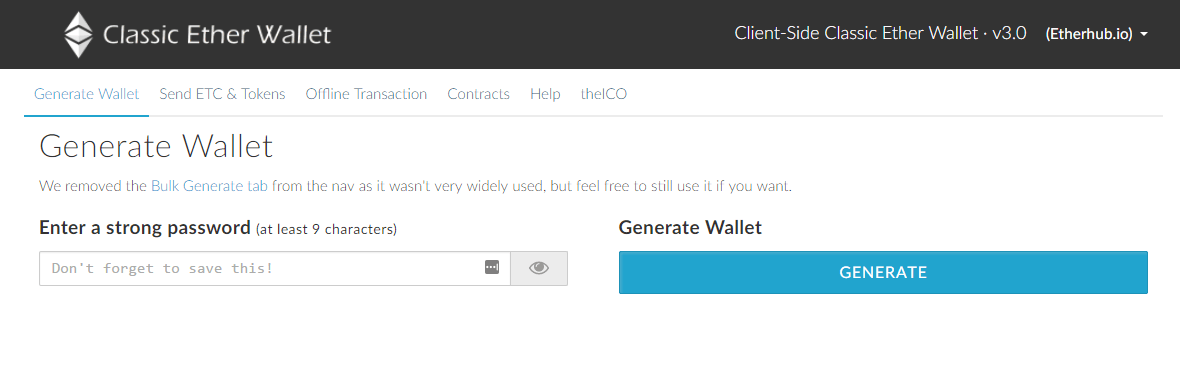 Classic Ether Wallet
Client-Side Classic Ether Wallet · v3.0 (Etherhub.io)
Generate Wallet Send ETC & Tokens Offline Transaction Contracts Help theICO
Generate Wallet
We removed the Bulk Generate tab from the nav as it wasn't very widely used, but feel free to still use it if you want.
Enter a strong password (at least 9 characters)
Don't forget to save this!
Generate Wallet
GENERATE